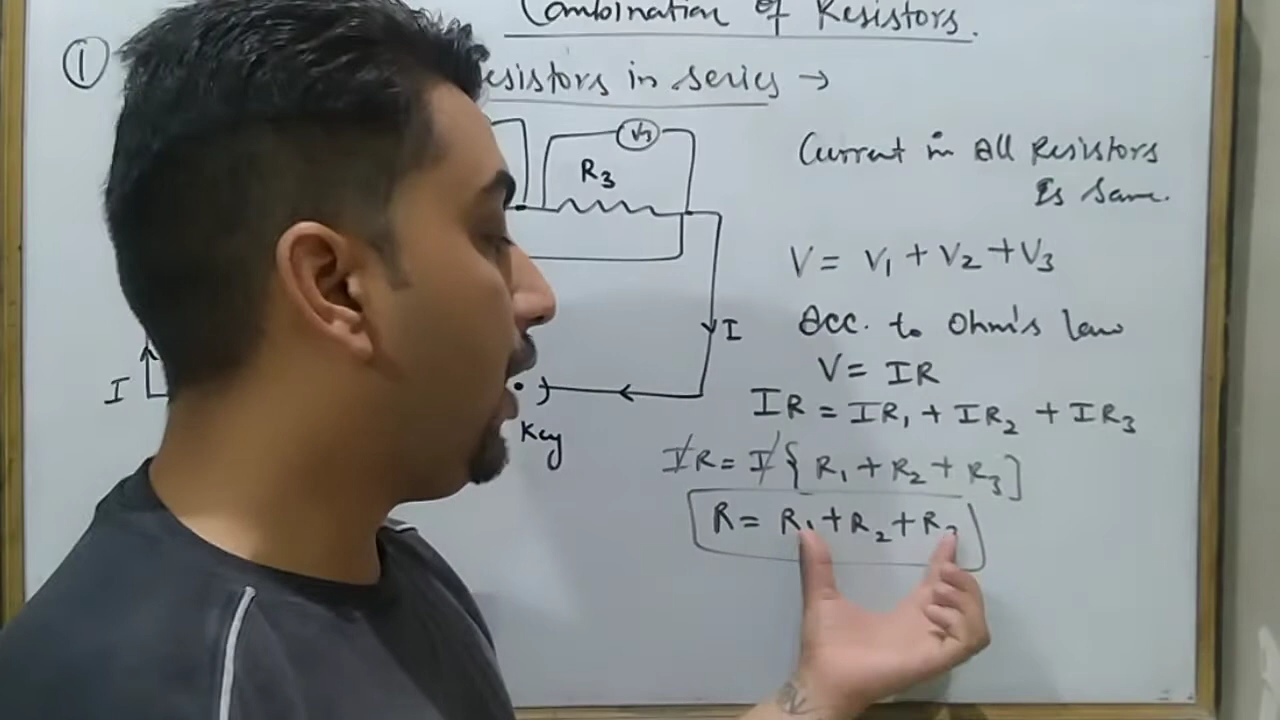 Combination of Resistors.
① esistors in series →
V3
R3
Current in All Resistors
Is Same.
V = V1 + V2 + V3
Acc. to Ohm's law
I
V = IR
I
Key
IR = IR1 + IR2 + IR3
IR = I { R1 + R2 + R3 ]
R = R1 + R2 + R3